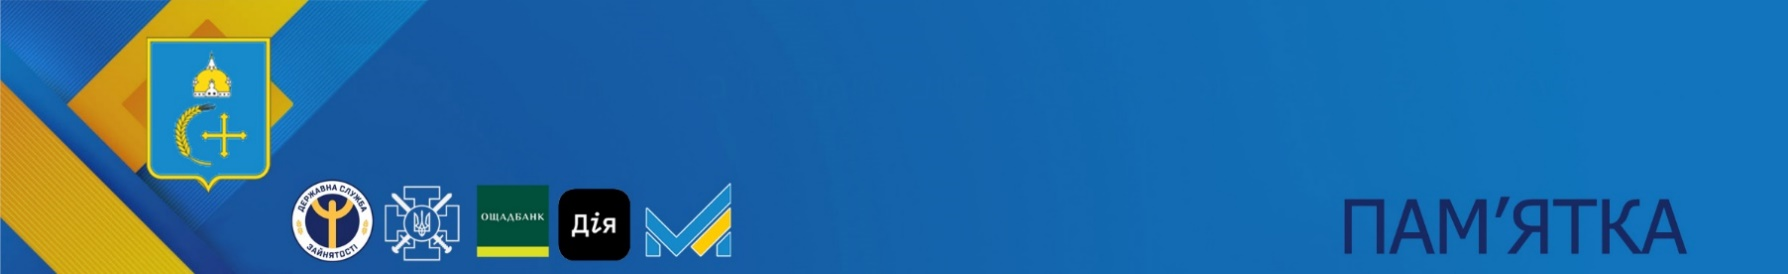 ДЕРЖАВНА СЛУЖБА
ЗАЙНЯТОСТІ
ОЩАДБАНК
Дія
ПАМ’ЯТКА